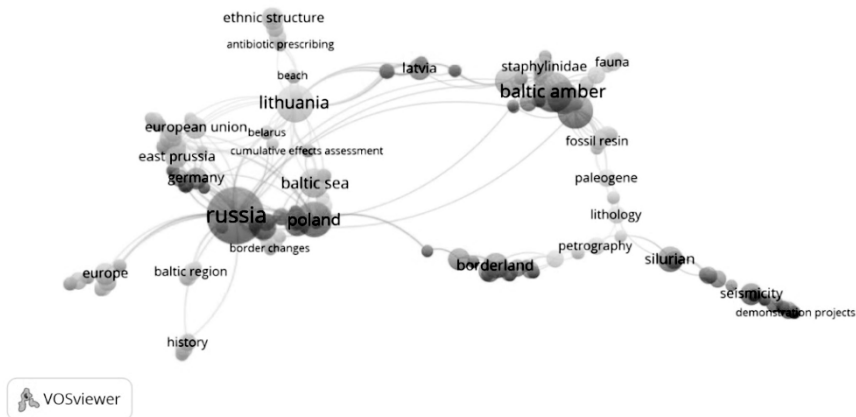 ethnic structure
antibiotic prescribing
beach
latvia
staphylinidae
fauna
baltic amber
lithuania
european union
belarus
cumulative effects assessment
fossil resin
east prussia
germany
baltic sea
paleogene
russia
poland
lithology
border changes
petrography
borderland
silurian
europe
baltic region
seismicity
demonstration projects
history
VOSviewer